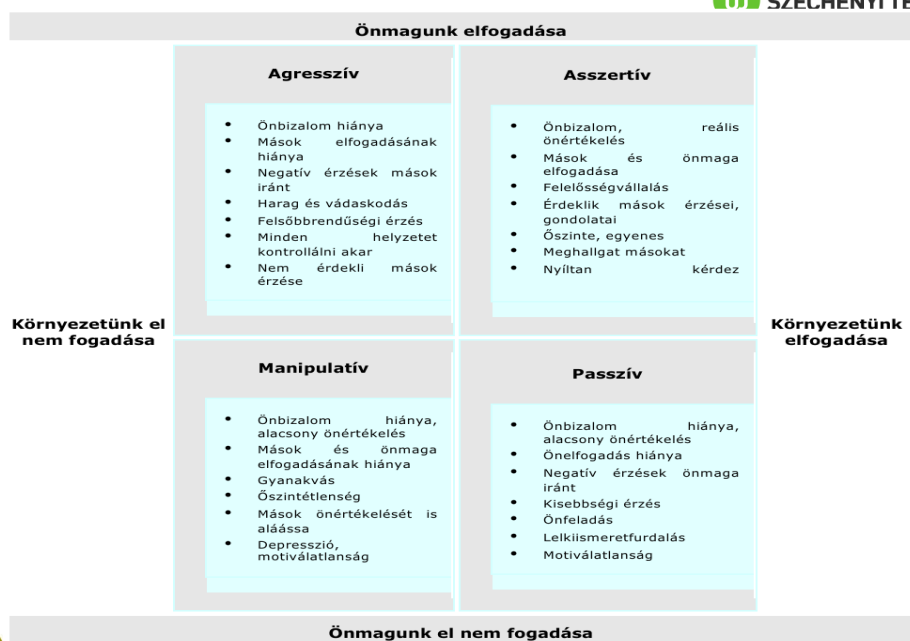 SZÉCHENYI TE
Önmagunk elfogadása
Agresszív
• Önbizalom hiánya
• Mások elfogadásának
hiánya
• Negatív érzések mások
iránt
• Harag és vádaskodás
• Felsőbbrendűségi érzés
• Minden helyzetet
kontrollálni akar
• Nem érdekli mások
érzése
Asszertív
• Önbizalom, reális
önértékelés
• Mások és önmaga
elfogadása
• Felelősségvállalás
• Érdeklik mások érzései,
gondolatai
• Őszinte, egyenes
• Meghallgat másokat
• Nyíltan kérdez
Környezetünk el
nem fogadása
Környezetünk
elfogadása
Manipulatív
• Önbizalom hiánya,
alacsony önértékelés
• Mások és önmaga
elfogadásának hiánya
• Gyanakvás
• Őszintétlenség
• Mások önértékelését is
aláássa
• Depresszió,
motiválatlanság
Passzív
• Önbizalom hiánya,
alacsony önértékelés
• Önelfogadás hiánya
• Negatív érzések önmaga
iránt
• Kisebbségi érzés
• Önfeladás
• Lelkiismeretfurdalás
• Motiválatlanság
Önmagunk el nem fogadása